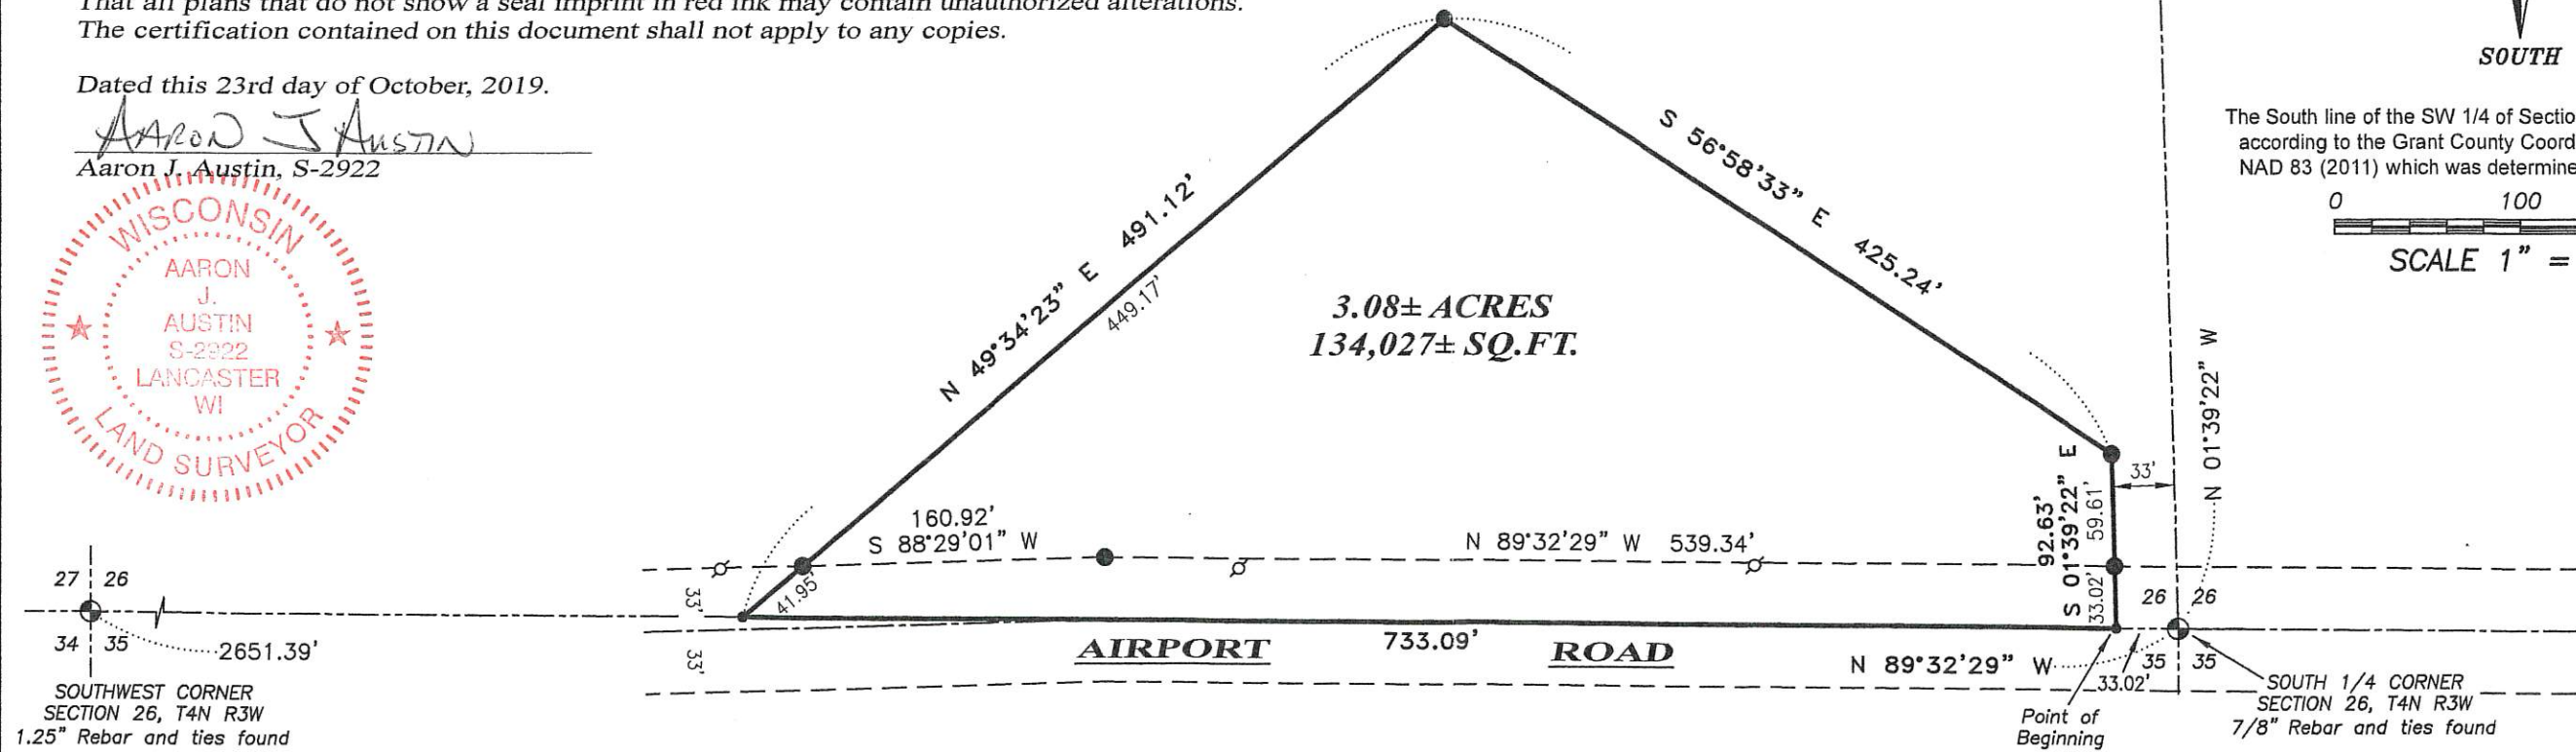 That all plans that do not show a seal imprint in red ink may contain unauthorized alterations.
The certification contained on this document shall not apply to any copies.
Dated this 23rd day of October, 2019.
AARON J AUSTIN
Aaron J. Austin, S-2922
WISCONSIN
AARON
J.
AUSTIN
S-2922
LANCASTER
WI
LAND SURVEYOR
SOUTH
The South line of the SW 1/4 of Sectio
according to the Grant County Coord
NAD 83 (2011) which was determine
0 100
SCALE 1" =
N 49°34'23" E 491.12'
449.17'
S 56°58'33" E 425.24'
3.08± ACRES
134,027± SQ.FT.
N 01°39'22" W
33'
92.63'
S 01°39'22" E
59.61'
33.02'
160.92'
S 88°29'01" W
N 89°32'29" W 539.34'
41.95'
33'
33'
27 26
34 35
2651.39'
SOUTHWEST CORNER
SECTION 26, T4N R3W
1.25" Rebar and ties found
AIRPORT 733.09' ROAD
N 89°32'29" W
26 26
35 35
33.02'
Point of
Beginning
SOUTH 1/4 CORNER
SECTION 26, T4N R3W
7/8" Rebar and ties found